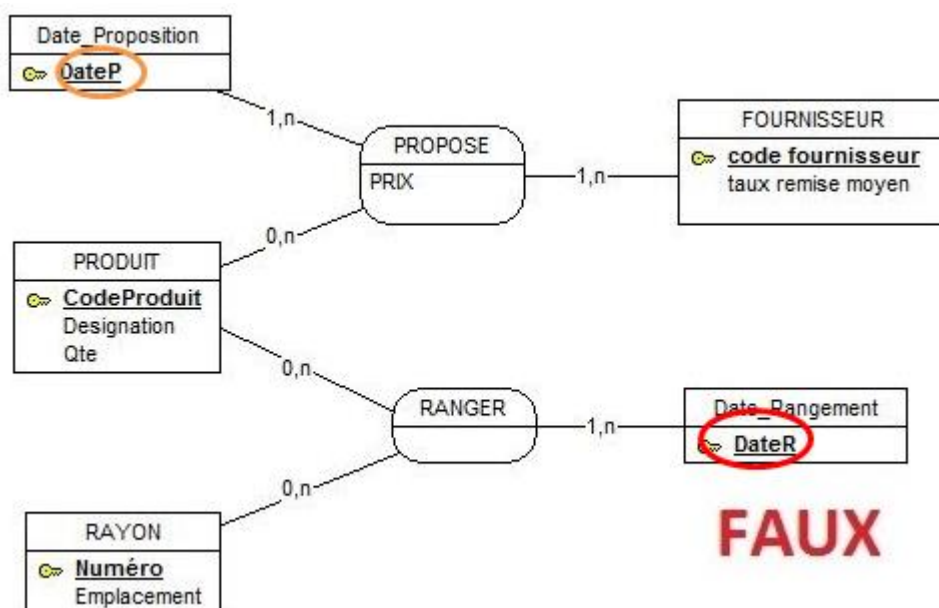 Date_Proposition
DateP
1,n
PROPOSE
PRIX
1,n
FOURNISSEUR
code fournisseur
taux remise moyen
0,n
PRODUIT
CodeProduit
Designation
Qte
0,n
RANGER
1,n
Date_Rangement
DateR
0,n
FAUX
RAYON
Numéro
Emplacement